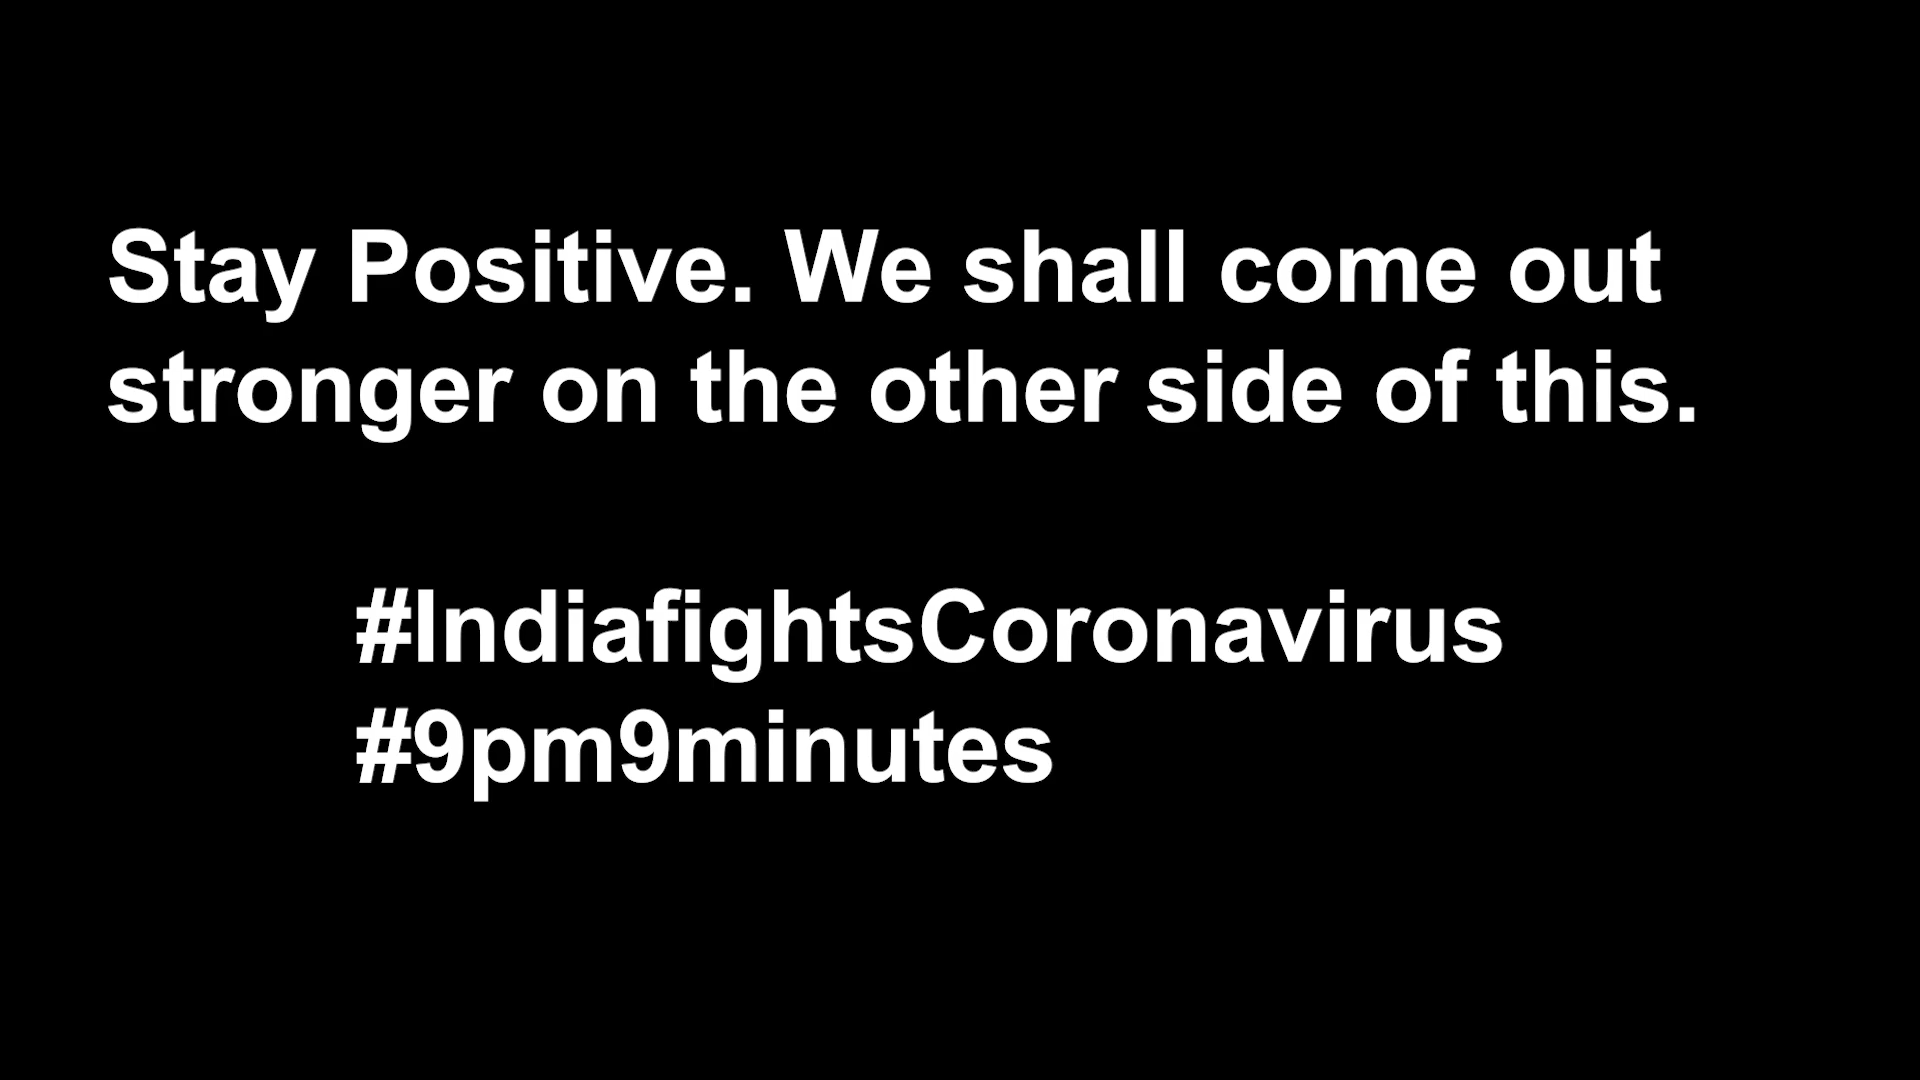 Stay Positive. We shall come out
stronger on the other side of this.
#IndiafightsCoronavirus
#9pm9minutes